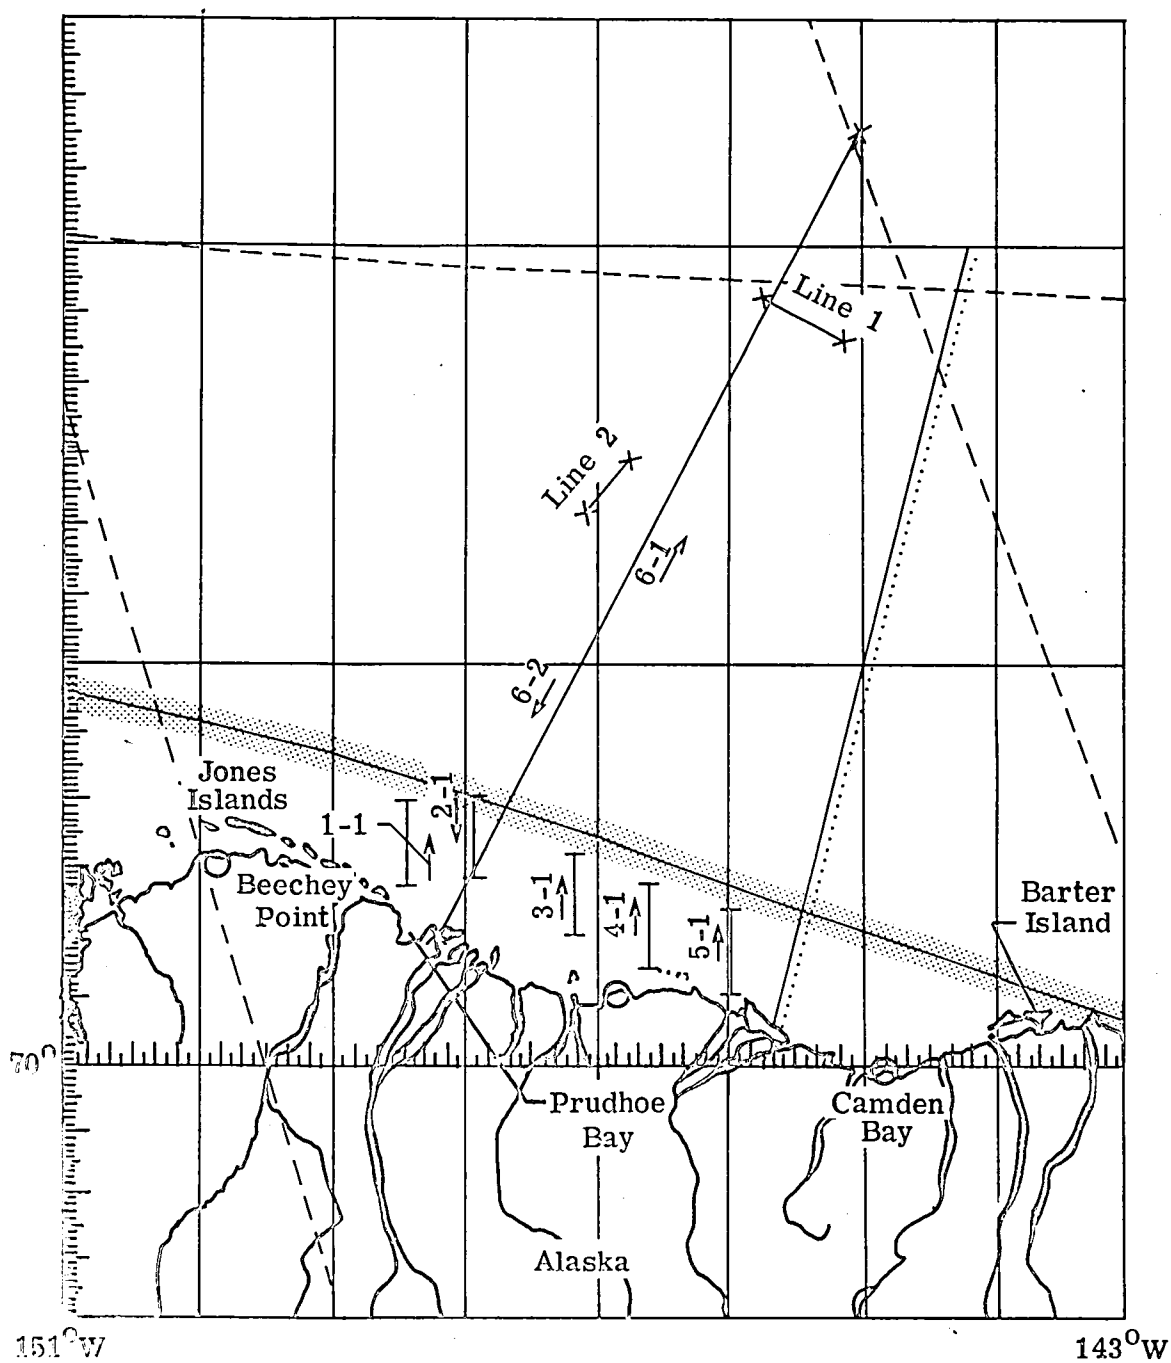 Line 1
Line 2
6-1
6-2
Jones
Islands
2-1
1-1
Beechey
Point
3-1
4-1
5-1
Barter
Island
70°
Prudhoe
Bay
Camden
Bay
Alaska
151°W
143°W